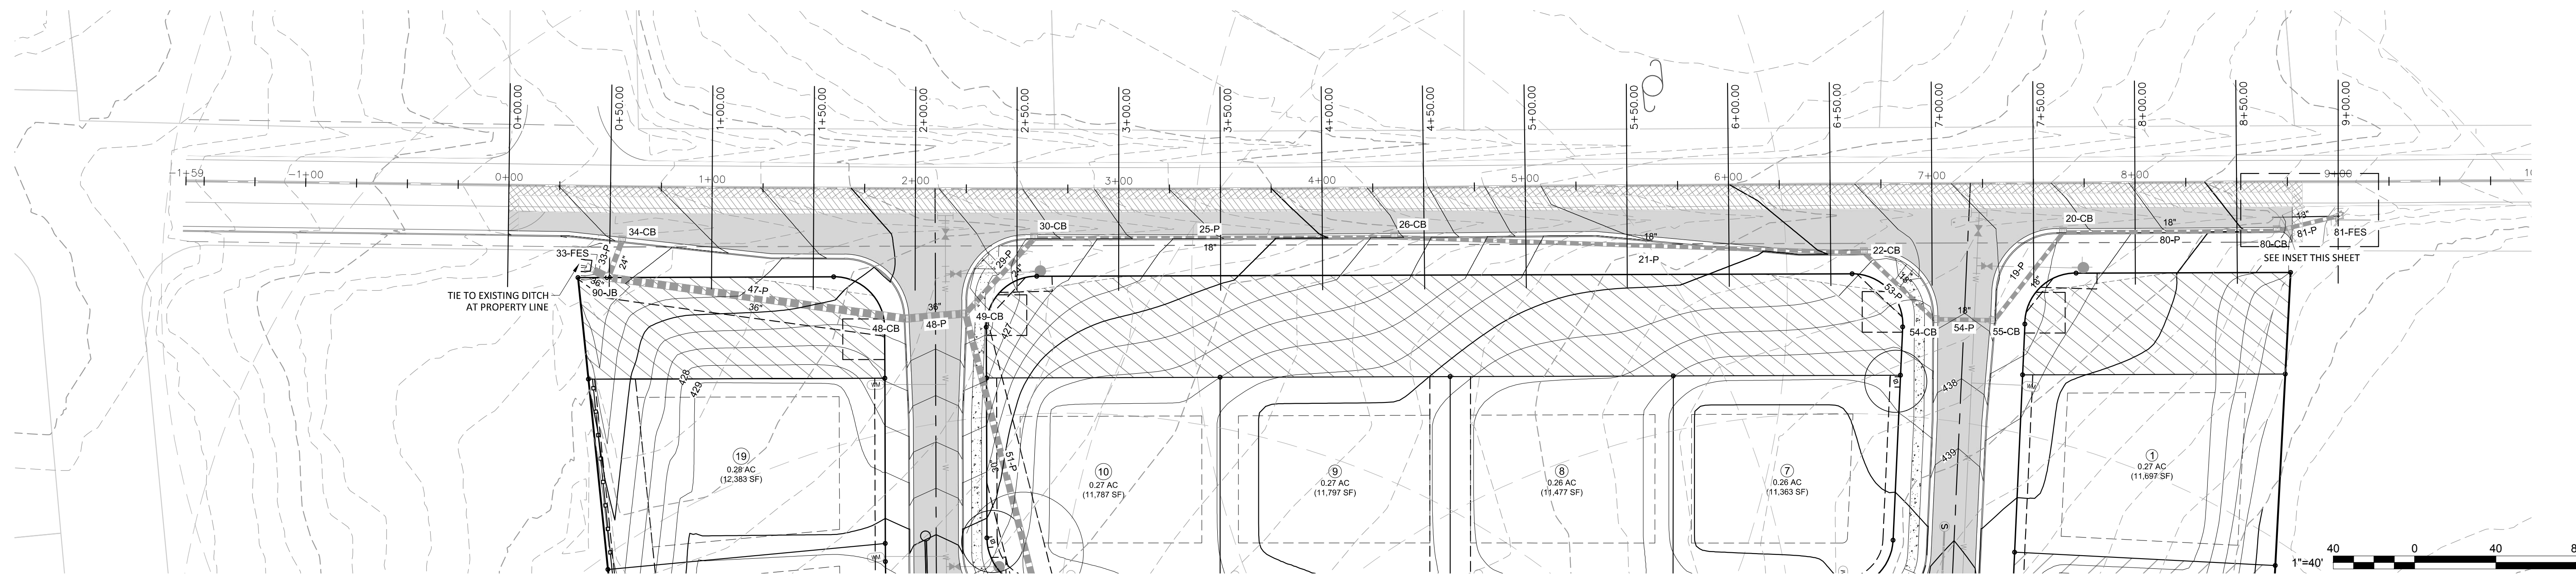 0+00.00
0+50.00
1+00.00
1+50.00
2+00.00
2+50.00
3+00.00
3+50.00
4+00.00
4+50.00
5+00.00
5+50.00
6+00.00
6+50.00
7+00.00
7+50.00
8+00.00
8+50.00
9+00.00
-1+59
-1+00
0+00
1+00
2+00
3+00
4+00
5+00
6+00
7+00
8+00
9+00
34-CB
30-CB
25-P
18"
26-CB
18"
21-P
22-CB
20-CB
18"
80-P
18"
81-P
81-FES
80-CB
SEE INSET THIS SHEET
33-FES
33-P
24"
36"
90-JB
TIE TO EXISTING DITCH
AT PROPERTY LINE
47-P
36"
29-P
24"
36"
48-CB
48-P
49-CB
427
18"
53-P
54-CB
18"
54-P
55-CB
19-P
18"
428
429
438
439
30"
51-P
S
19
0.28 AC
(12,383 SF)
10
0.27 AC
(11,787 SF)
9
0.27 AC
(11,797 SF)
8
0.26 AC
(11,477 SF)
7
0.26 AC
(11,363 SF)
1
0.27 AC
(11,697 SF)
1"=40'
40
0
40